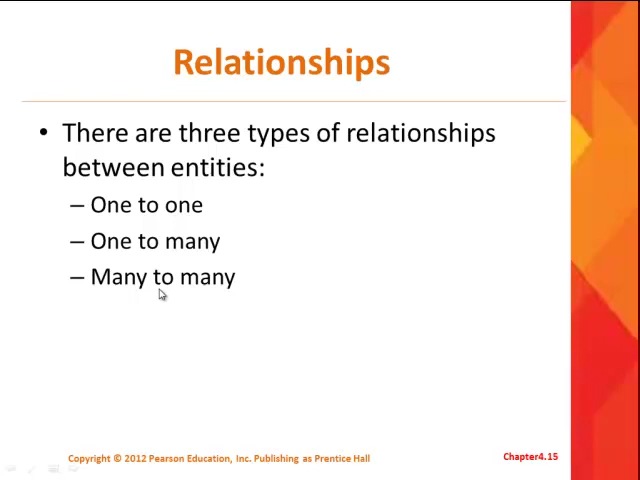 Relationships
• There are three types of relationships
between entities:
– One to one
– One to many
– Many to many
Copyright © 2012 Pearson Education, Inc. Publishing as Prentice Hall
Chapter4.15